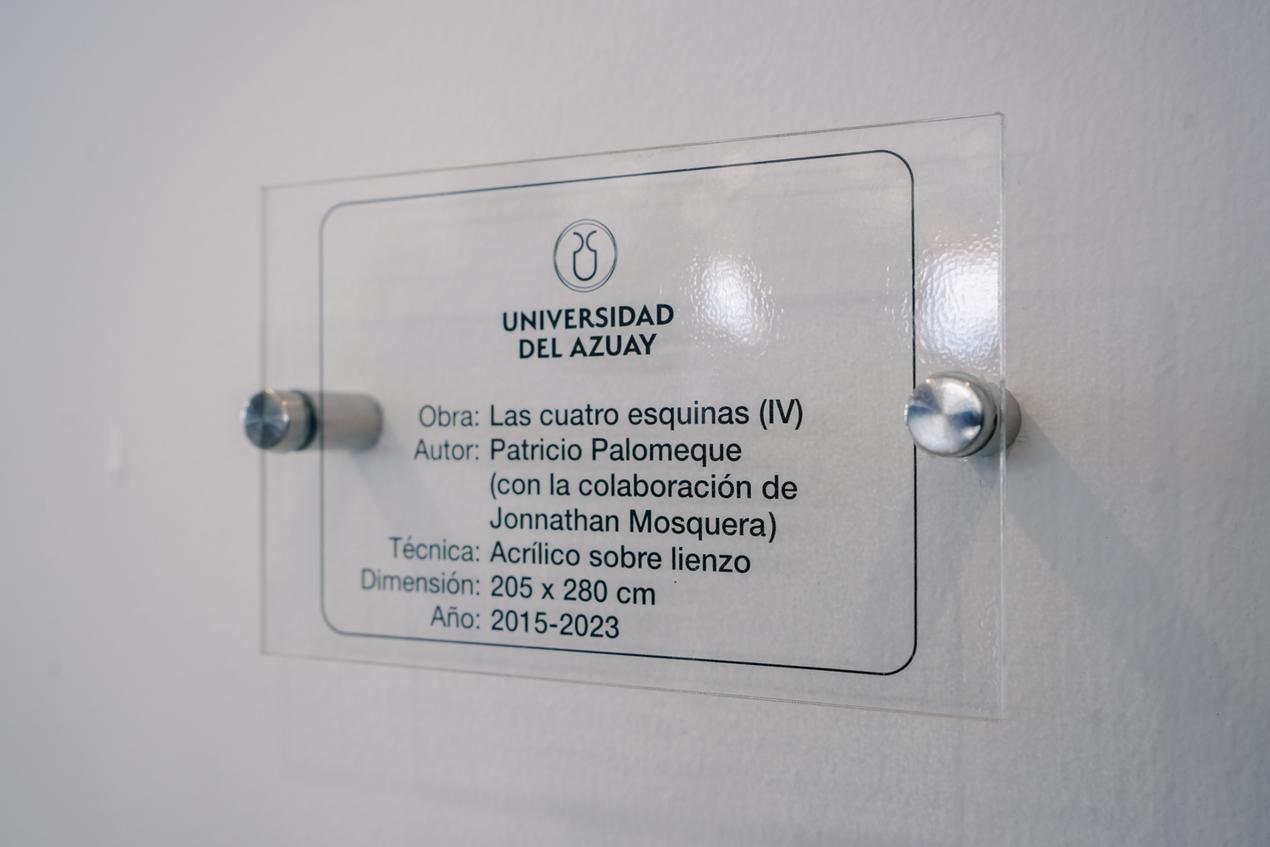 UNIVERSIDAD
DEL AZUAY
Obra: Las cuatro esquinas (IV)
Autor: Patricio Palomeque
(con la colaboración de
Jonnathan Mosquera)
Técnica: Acrílico sobre lienzo
Dimensión: 205 x 280 cm
Año: 2015-2023